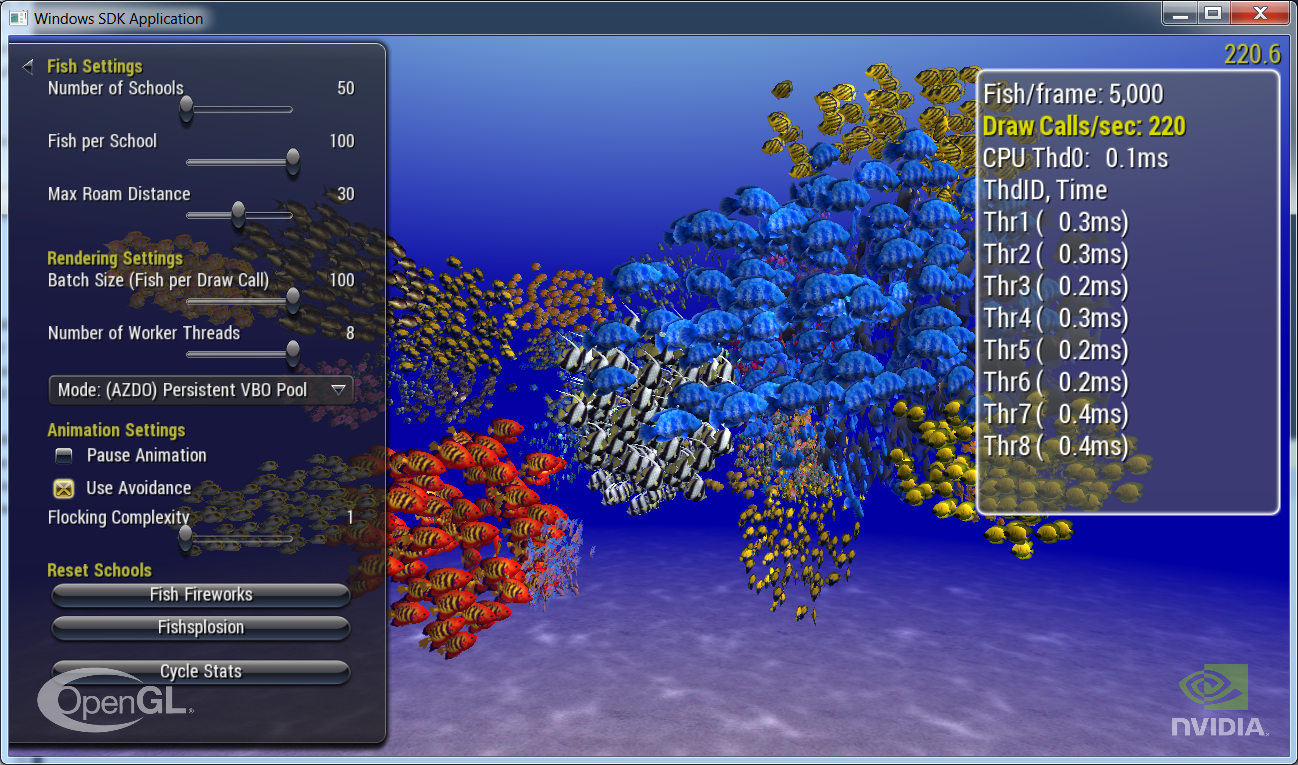 Windows SDK Application
220.6
Fish Settings
Number of Schools 50
Fish per School 100
Max Roam Distance 30
Rendering Settings
Batch Size (Fish per Draw Call) 100
Number of Worker Threads 8
Mode: (AZDO) Persistent VBO Pool
Animation Settings
Pause Animation
Use Avoidance
Flocking Complexity 1
Reset Schools
Fish Fireworks
Fishsplosion
Cycle Stats
OpenGL®
Fish/frame: 5,000
Draw Calls/sec: 220
CPU Thd0: 0.1ms
ThdID, Time
Thr1 ( 0.3ms)
Thr2 ( 0.3ms)
Thr3 ( 0.2ms)
Thr4 ( 0.3ms)
Thr5 ( 0.2ms)
Thr6 ( 0.2ms)
Thr7 ( 0.4ms)
Thr8 ( 0.4ms)
NVIDIA